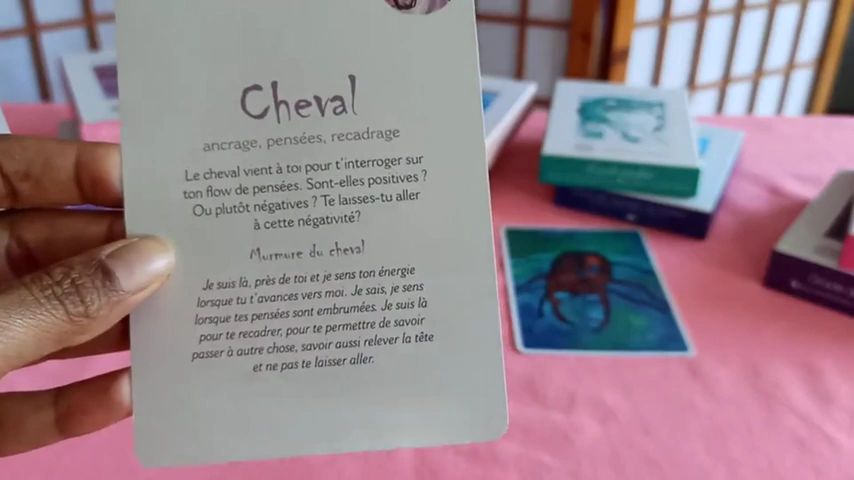 Cheval
ancrage, pensées, recadrage
Le cheval vient à toi pour t'interroger sur
ton flow de pensées. Sont-elles positives ?
Ou plutôt négatives ? Te laisses-tu aller
à cette négativité?
Murmure du cheval
Je suis là, près de toi et je sens ton énergie
lorsque tu t'avances vers moi. Je sais, je sens
lorsque tes pensées sont embrumées. Je suis là
pour te recadrer, pour te permettre de savoir
passer à autre chose, savoir aussi relever la tête
et ne pas te laisser aller.